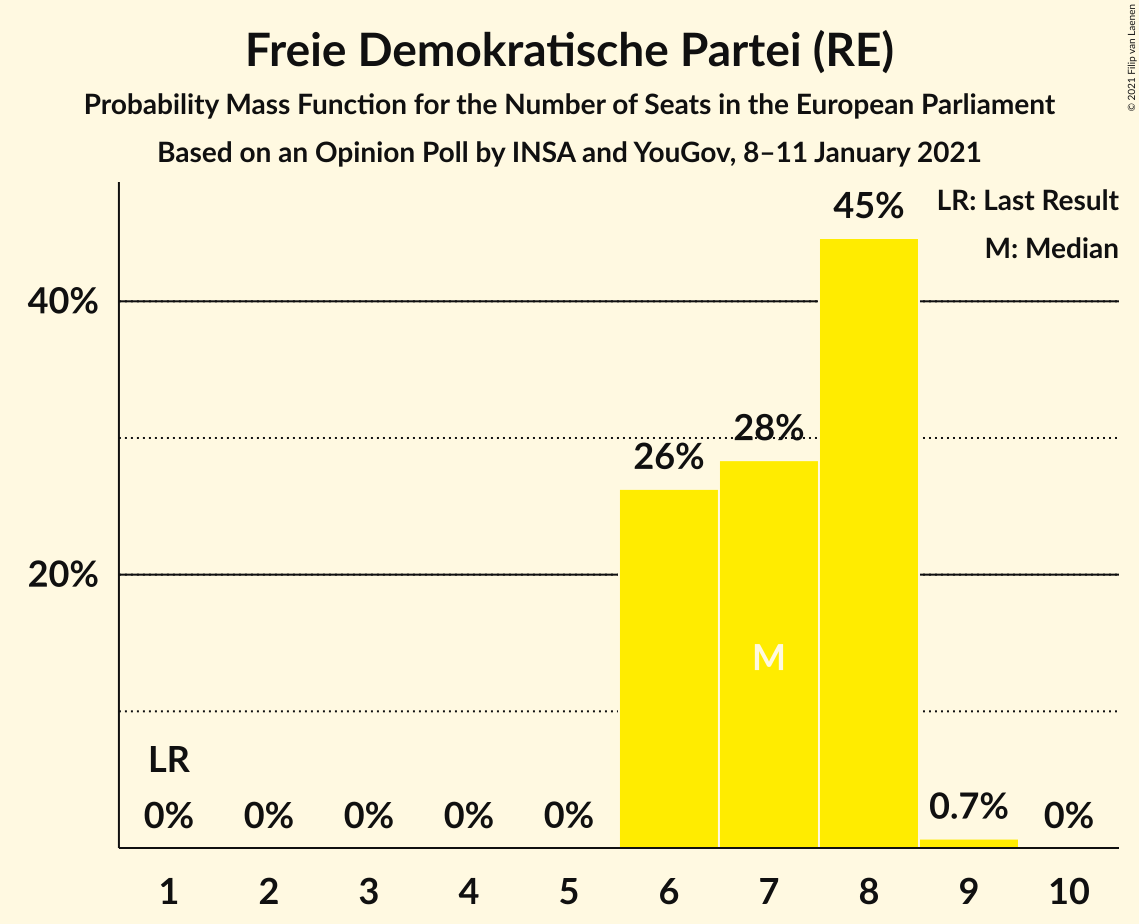 Freie Demokratische Partei (RE)
Probability Mass Function for the Number of Seats in the European Parliament
Based on an Opinion Poll by INSA and YouGov, 8–11 January 2021
© 2021 Filip van Laenen
LR: Last Result
M: Median
45%
40%
28%
26%
20%
M
LR
0%
0%
0%
0%
0%
0.7%
0%
1 2 3 4 5 6 7 8 9 10